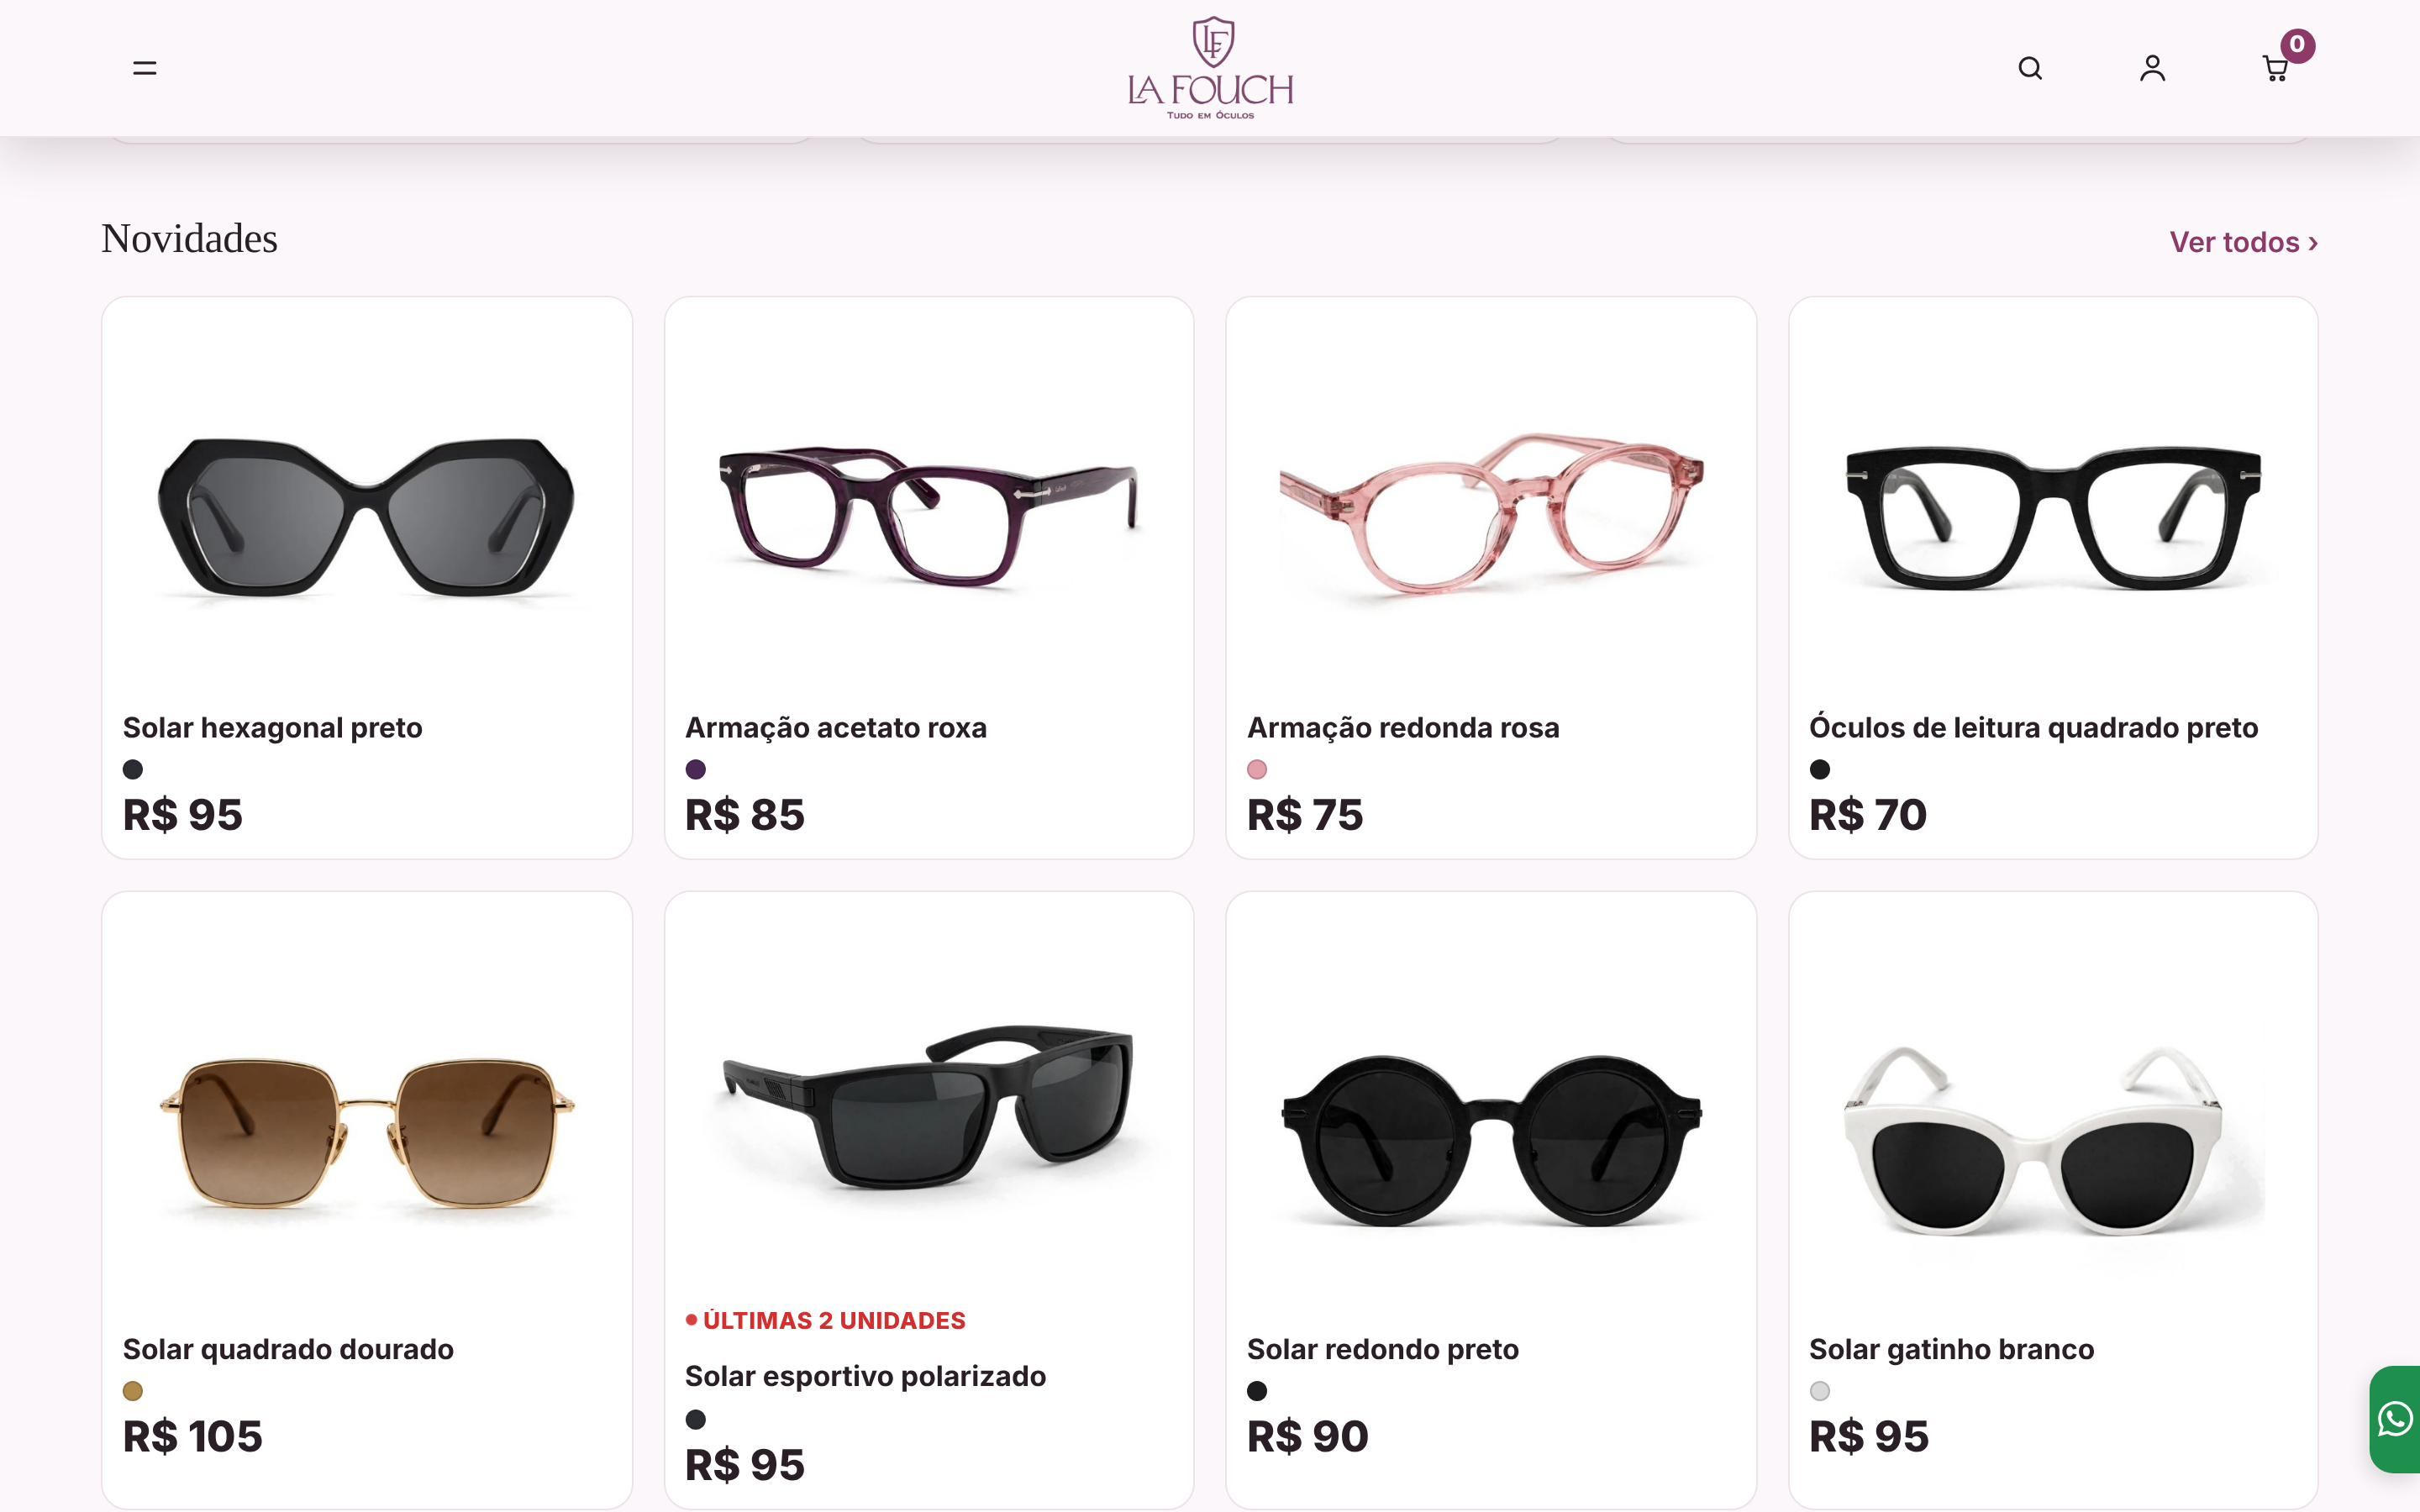 LF
LA FOUCH
TUDO EM ÓCULOS
0
Novidades
Ver todos ›
Solar hexagonal preto
R$ 95
Armação acetato roxa
R$ 85
Armação redonda rosa
R$ 75
Óculos de leitura quadrado preto
R$ 70
Solar quadrado dourado
R$ 105
ÚLTIMAS 2 UNIDADES
Solar esportivo polarizado
R$ 95
Solar redondo preto
R$ 90
Solar gatinho branco
R$ 95